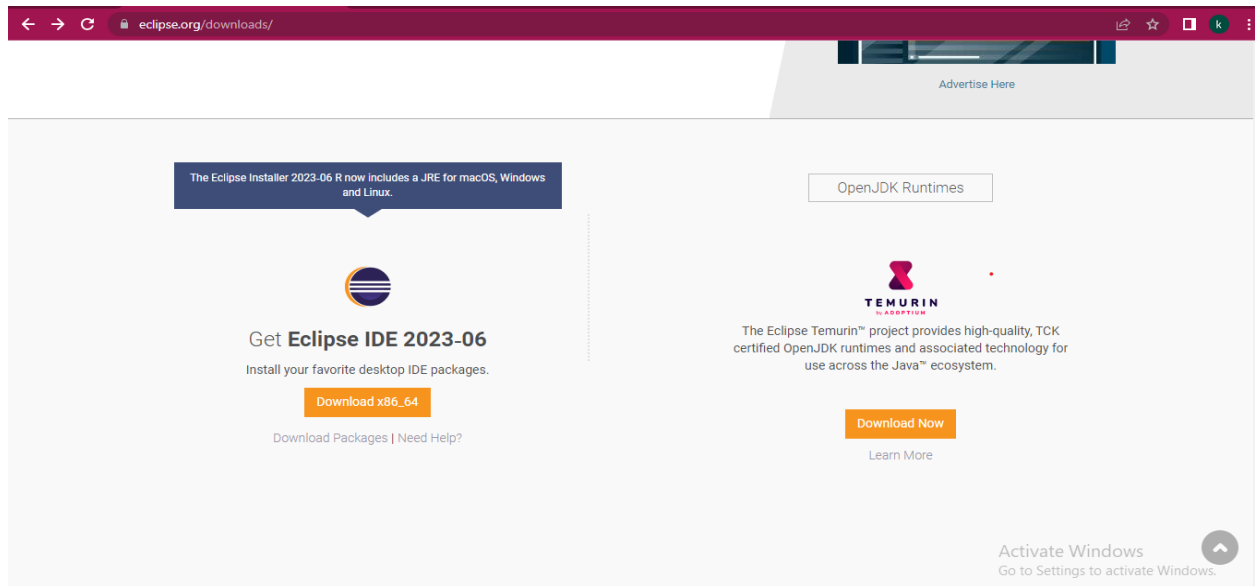 eclipse.org/downloads/
k
Advertise Here
The Eclipse Installer 2023-06 R now includes a JRE for macOS, Windows
and Linux.
Get Eclipse IDE 2023-06
Install your favorite desktop IDE packages.
Download x86_64
Download Packages | Need Help?
OpenJDK Runtimes
TEMURIN
by ADOPTIUM
The Eclipse Temurin™ project provides high-quality, TCK
certified OpenJDK runtimes and associated technology for
use across the Java™ ecosystem.
Download Now
Learn More
Activate Windows
Go to Settings to activate Windows.